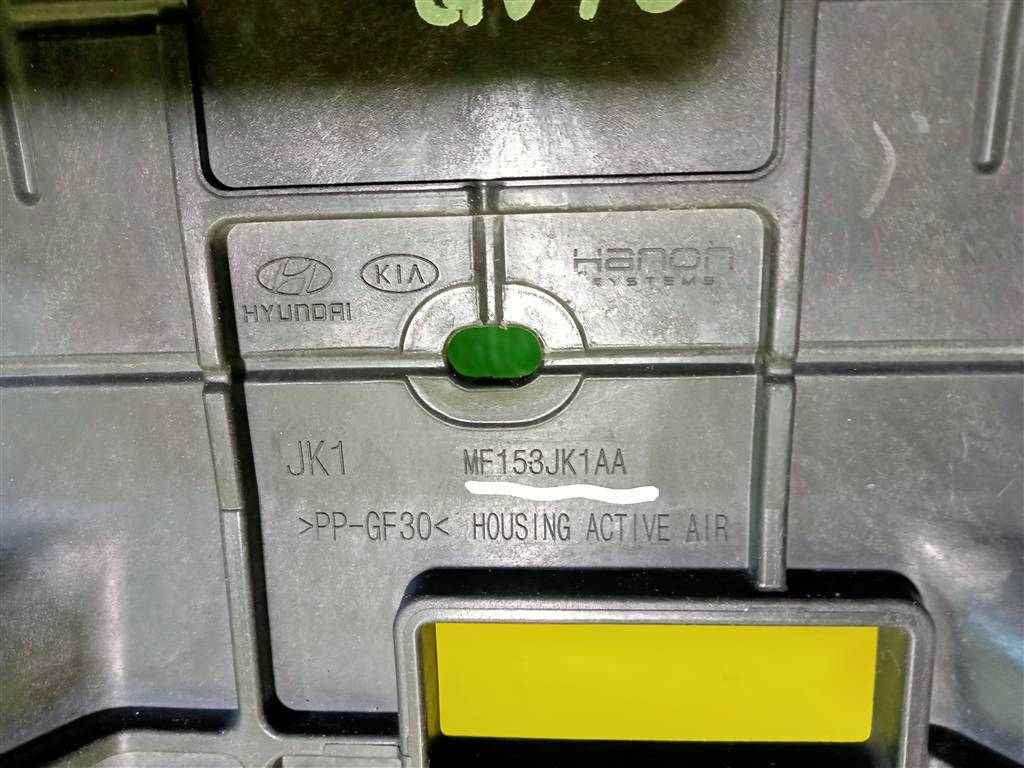 HYUNDAI
KIA
HANON
SYSTEMS
JK1
MF153JK1AA
>PP-GF30< HOUSING ACTIVE AIR